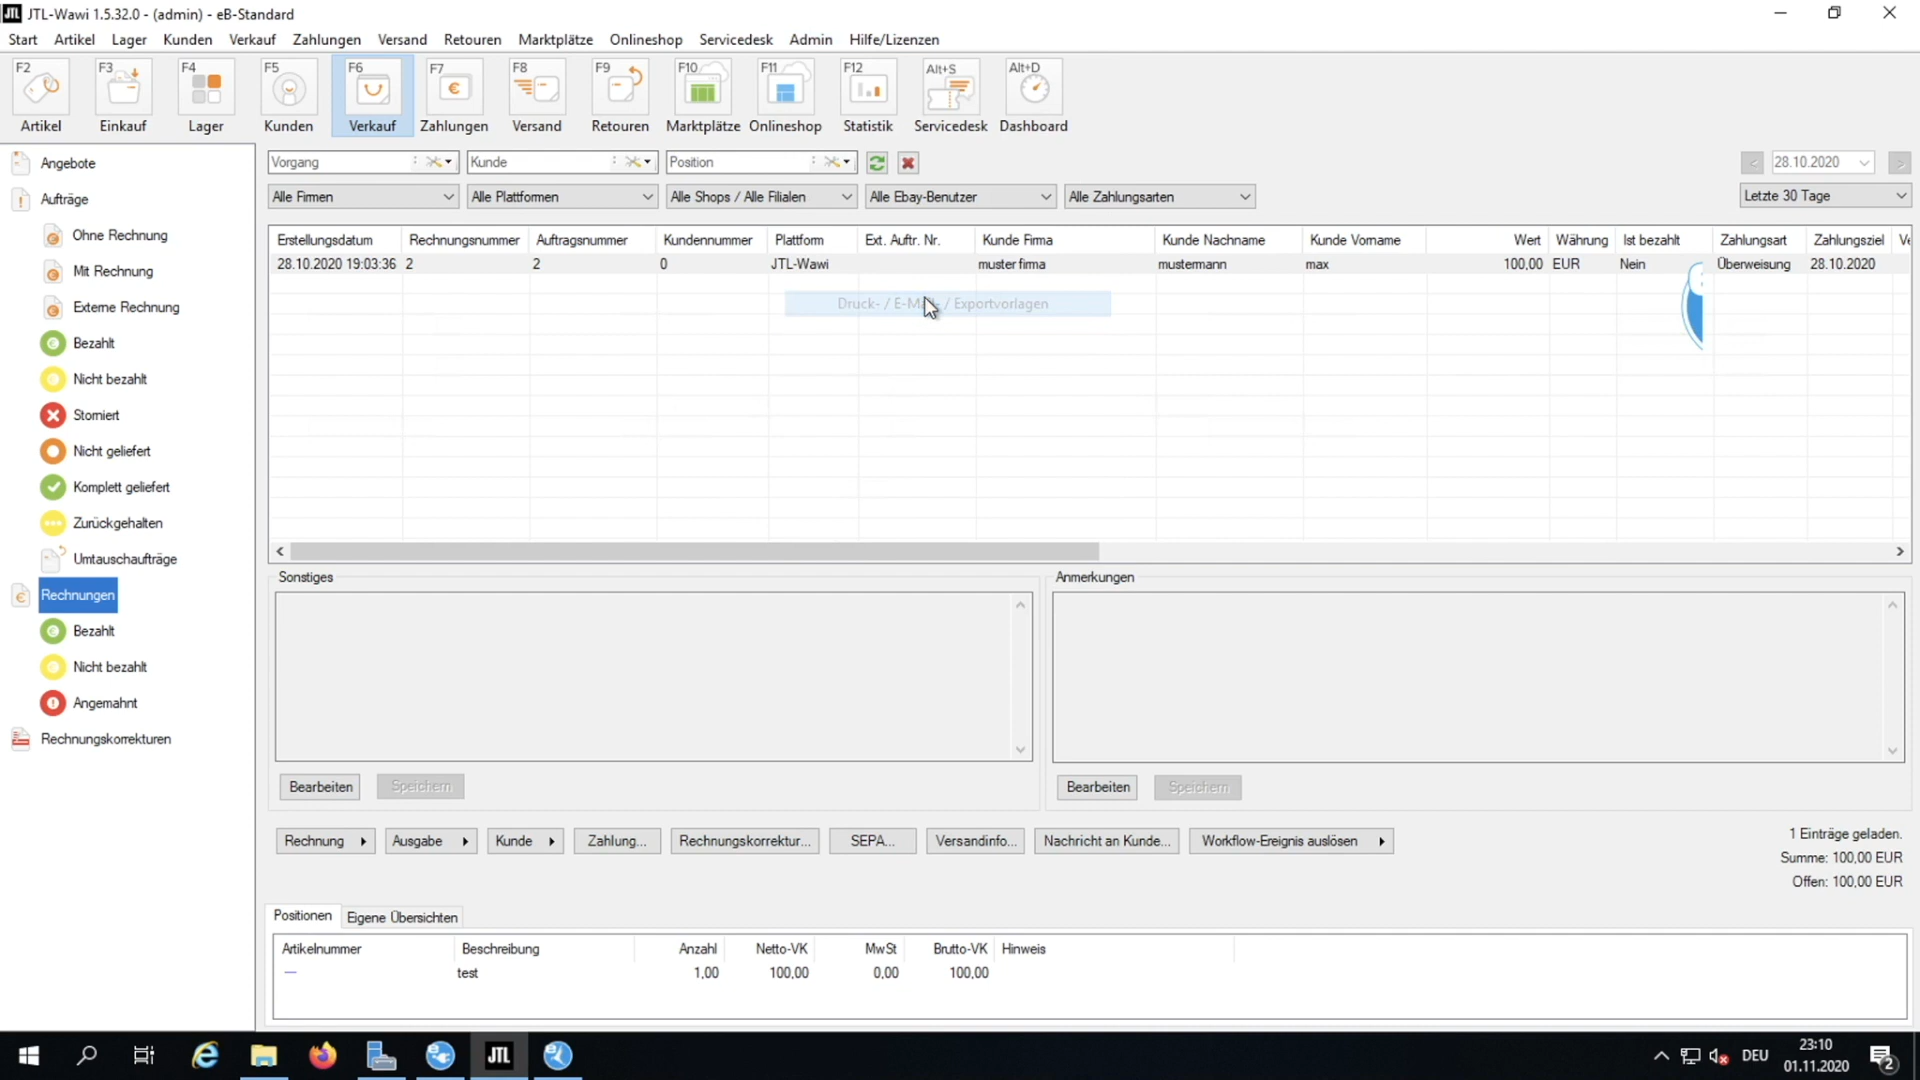 JTL JTL-Wawi 1.5.32.0 - (admin) - eB-Standard
Start Artikel Lager Kunden Verkauf Zahlungen Versand Retouren Marktplätze Onlineshop Servicedesk Admin Hilfe/Lizenzen
F2 F3 F4 F5 F6 F7 F8 F9 F10 F11 F12 Alt+S Alt+D
Artikel Einkauf Lager Kunden Verkauf Zahlungen Versand Retouren Marktplätze Onlineshop Statistik Servicedesk Dashboard
Angebote
Aufträge
Ohne Rechnung
Mit Rechnung
Externe Rechnung
Bezahlt
Nicht bezahlt
Storniert
Nicht geliefert
Komplett geliefert
Zurückgehalten
Umtauschaufträge
Rechnungen
Bezahlt
Nicht bezahlt
Angemahnt
Rechnungskorrekturen
Vorgang Kunde Position < 28.10.2020 >
Alle Firmen Alle Plattformen Alle Shops / Alle Filialen Alle Ebay-Benutzer Alle Zahlungsarten Letzte 30 Tage
Erstellungsdatum Rechnungsnummer Auftragsnummer Kundennummer Plattform Ext. Auftr. Nr. Kunde Firma Kunde Nachname Kunde Vorname Wert Währung Ist bezahlt Zahlungsart Zahlungsziel Ve
28.10.2020 19:03:36 2 2 0 JTL-Wawi muster firma mustermann max 100,00 EUR Nein Überweisung 28.10.2020
Druck- / E-Mail- / Exportvorlagen
Sonstiges Anmerkungen
Bearbeiten Speichern Bearbeiten Speichern
Rechnung Ausgabe Kunde Zahlung... Rechnungskorrektur... SEPA... Versandinfo... Nachricht an Kunde... Workflow-Ereignis auslösen
1 Einträge geladen.
Summe: 100,00 EUR
Offen: 100,00 EUR
Positionen Eigene Übersichten
Artikelnummer Beschreibung Anzahl Netto-VK MwSt Brutto-VK Hinweis
test 1,00 100,00 0,00 100,00
JTL DEU 23:10
01.11.2020 2